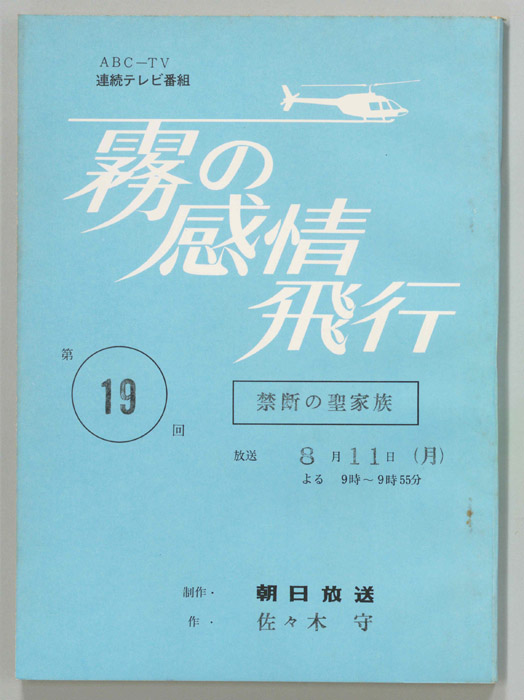 ABC—TV
連続テレビ番組
霧の
感情
飛行
第
19
回
禁断の聖家族
放送 8月11日 (月)
よる 9時〜9時55分
制作・ 朝日放送
作・ 佐々木 守